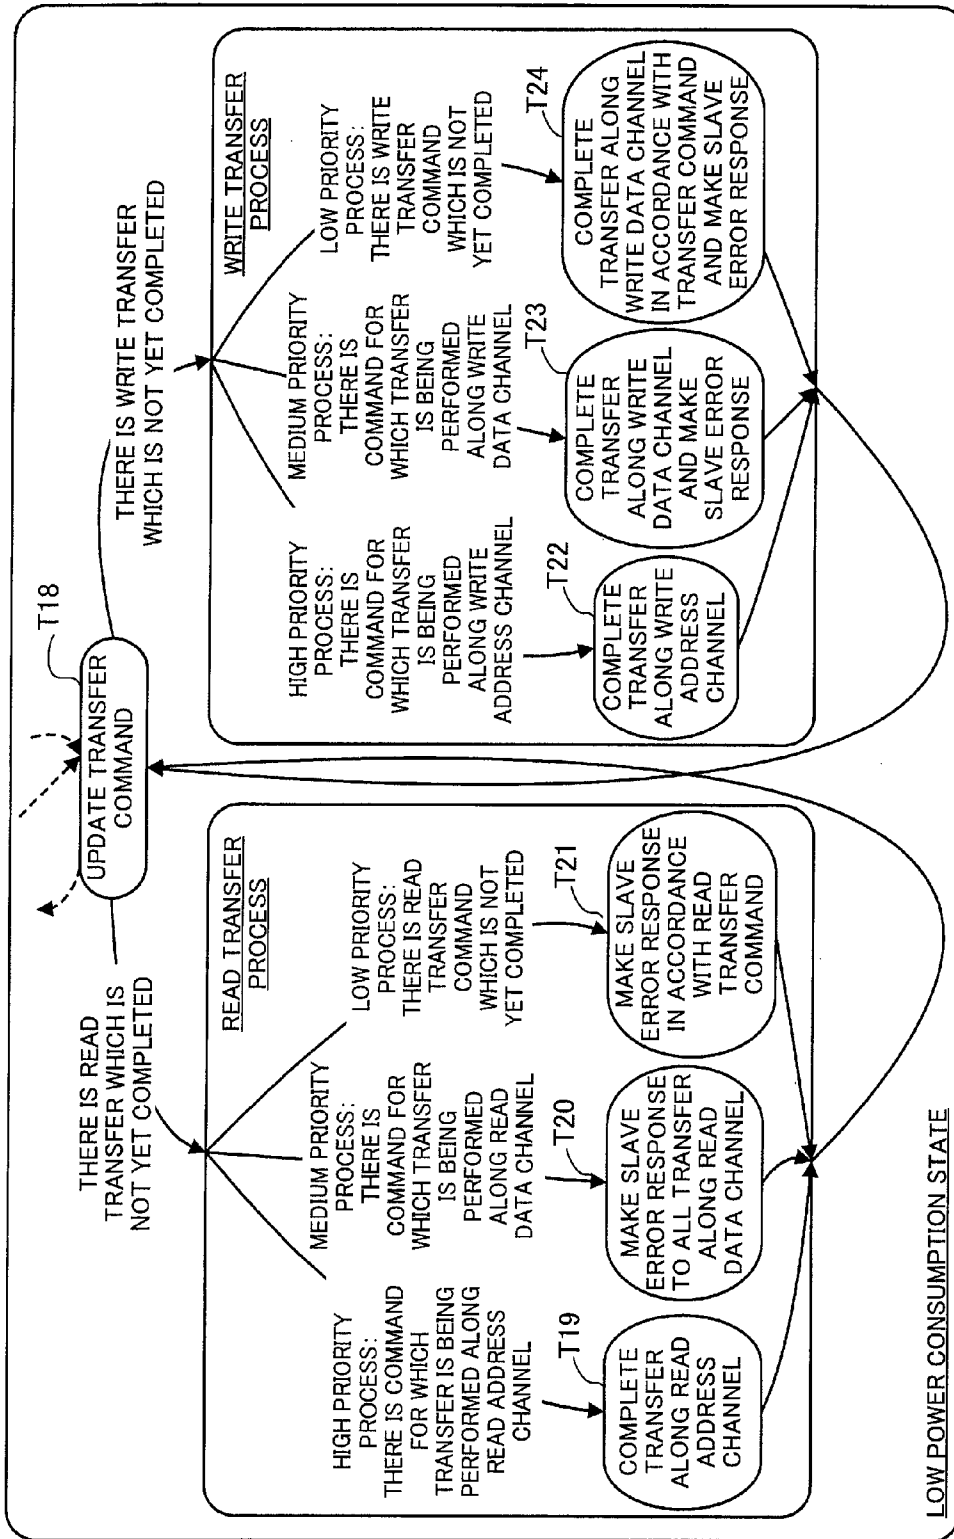 T18
UPDATE TRANSFER
COMMAND
THERE IS READ
TRANSFER WHICH IS
NOT YET COMPLETED
THERE IS WRITE TRANSFER
WHICH IS NOT YET COMPLETED
READ TRANSFER
PROCESS
HIGH PRIORITY
PROCESS:
THERE IS COMMAND
FOR WHICH
TRANSFER IS BEING
PERFORMED ALONG
READ ADDRESS
CHANNEL
MEDIUM PRIORITY
PROCESS:
THERE IS
COMMAND FOR
WHICH TRANSFER
IS BEING
PERFORMED
ALONG READ
DATA CHANNEL
LOW PRIORITY
PROCESS:
THERE IS READ
TRANSFER
COMMAND
WHICH IS NOT
YET COMPLETED
T19
COMPLETE
TRANSFER
ALONG READ
ADDRESS
CHANNEL
T20
MAKE SLAVE
ERROR RESPONSE
TO ALL TRANSFER
ALONG READ
DATA CHANNEL
T21
MAKE SLAVE
ERROR RESPONSE
IN ACCORDANCE
WITH READ
TRANSFER
COMMAND
WRITE TRANSFER
PROCESS
HIGH PRIORITY
PROCESS:
THERE IS
COMMAND FOR
WHICH TRANSFER
IS BEING
PERFORMED
ALONG WRITE
ADDRESS CHANNEL
MEDIUM PRIORITY
PROCESS:
THERE IS
COMMAND FOR
WHICH TRANSFER
IS BEING
PERFORMED
ALONG WRITE
DATA CHANNEL
LOW PRIORITY
PROCESS:
THERE IS WRITE
TRANSFER
COMMAND
WHICH IS NOT
YET COMPLETED
T22
COMPLETE
TRANSFER
ALONG WRITE
ADDRESS
CHANNEL
T23
COMPLETE
TRANSFER
ALONG WRITE
DATA CHANNEL
AND MAKE
SLAVE ERROR
RESPONSE
T24
COMPLETE
TRANSFER ALONG
WRITE DATA CHANNEL
IN ACCORDANCE WITH
TRANSFER COMMAND
AND MAKE SLAVE
ERROR RESPONSE
LOW POWER CONSUMPTION STATE